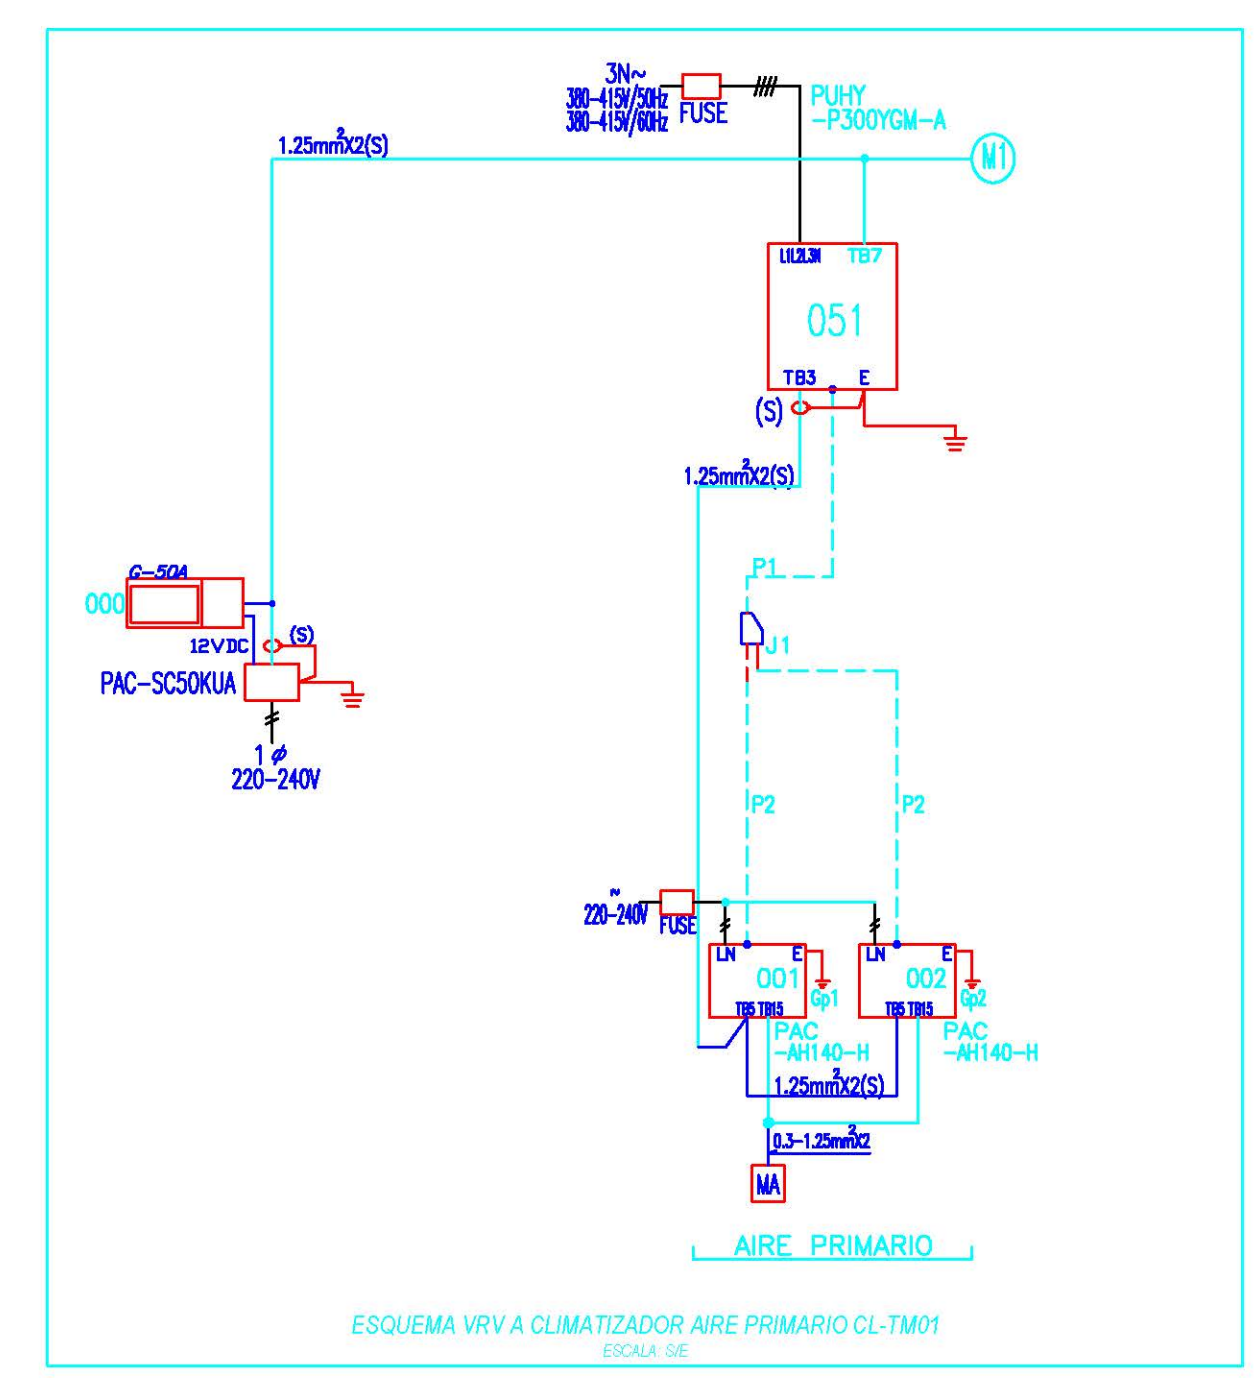 3N~
380-415V/50Hz
380-415V/60Hz
FUSE
PUHY
-P300YGM-A
1.25mm²X2(S)
M1
L1L2L3N
TB7
051
TB3
E
(S)
1.25mm²X2(S)
P1
G-50A
000
12VDC
(S)
J1
PAC-SC50KUA
1ø
220-240V
P2
P2
~
220-240V
FUSE
LN
E
LN
E
001
002
Gp1
Gp2
TB5 TB15
TB5 TB15
PAC
-AH140-H
PAC
-AH140-H
1.25mm²X2(S)
0.3-1.25mm²X2
MA
AIRE PRIMARIO
ESQUEMA VRV A CLIMATIZADOR AIRE PRIMARIO CL-TM01
ESCALA: S/E